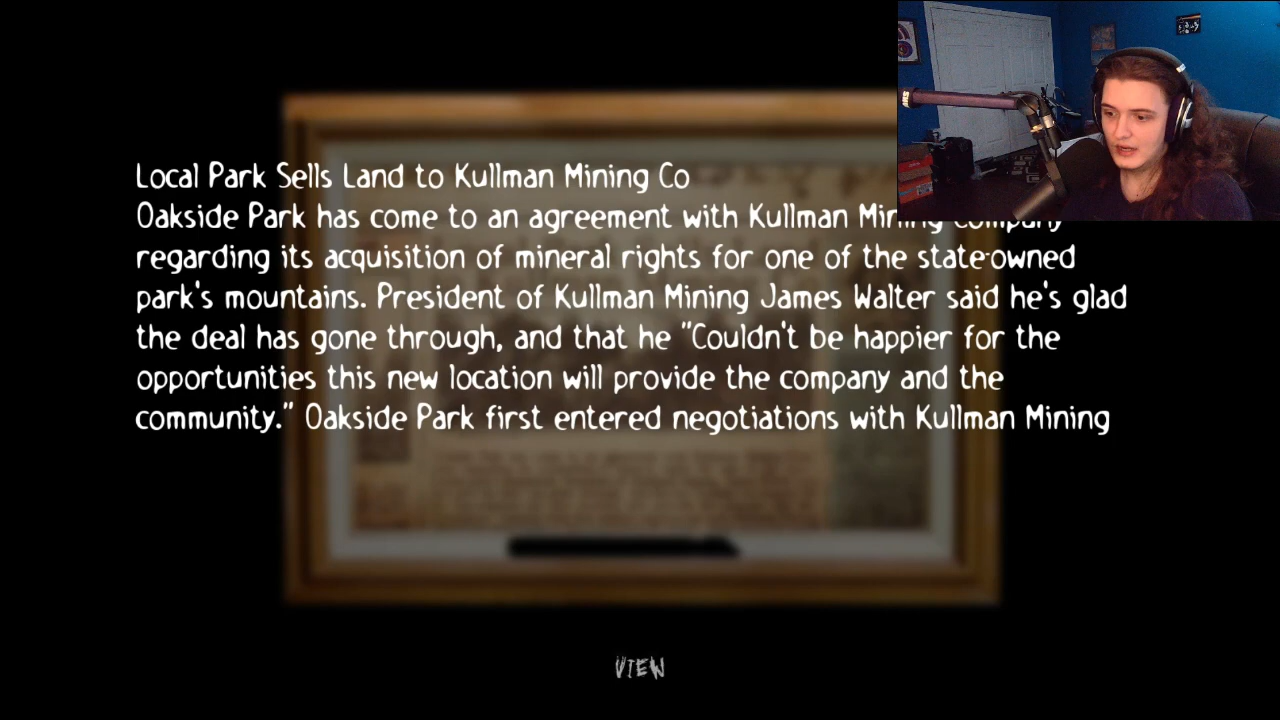 Local Park Sells Land to Kullman Mining Co
Oakside Park has come to an agreement with Kullman Mining Company
regarding its acquisition of mineral rights for one of the state-owned
park's mountains. President of Kullman Mining James Walter said he's glad
the deal has gone through, and that he "Couldn't be happier for the
opportunities this new location will provide the company and the
community." Oakside Park first entered negotiations with Kullman Mining
VIEW